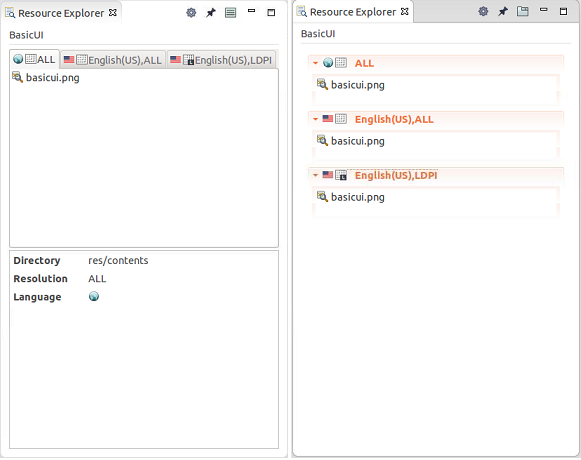 Resource Explorer
BasicUI
ALL English(US),ALL English(US),LDPI
basicui.png
Directory res/contents
Resolution ALL
Language
Resource Explorer
BasicUI
ALL
basicui.png
English(US),ALL
basicui.png
English(US),LDPI
basicui.png